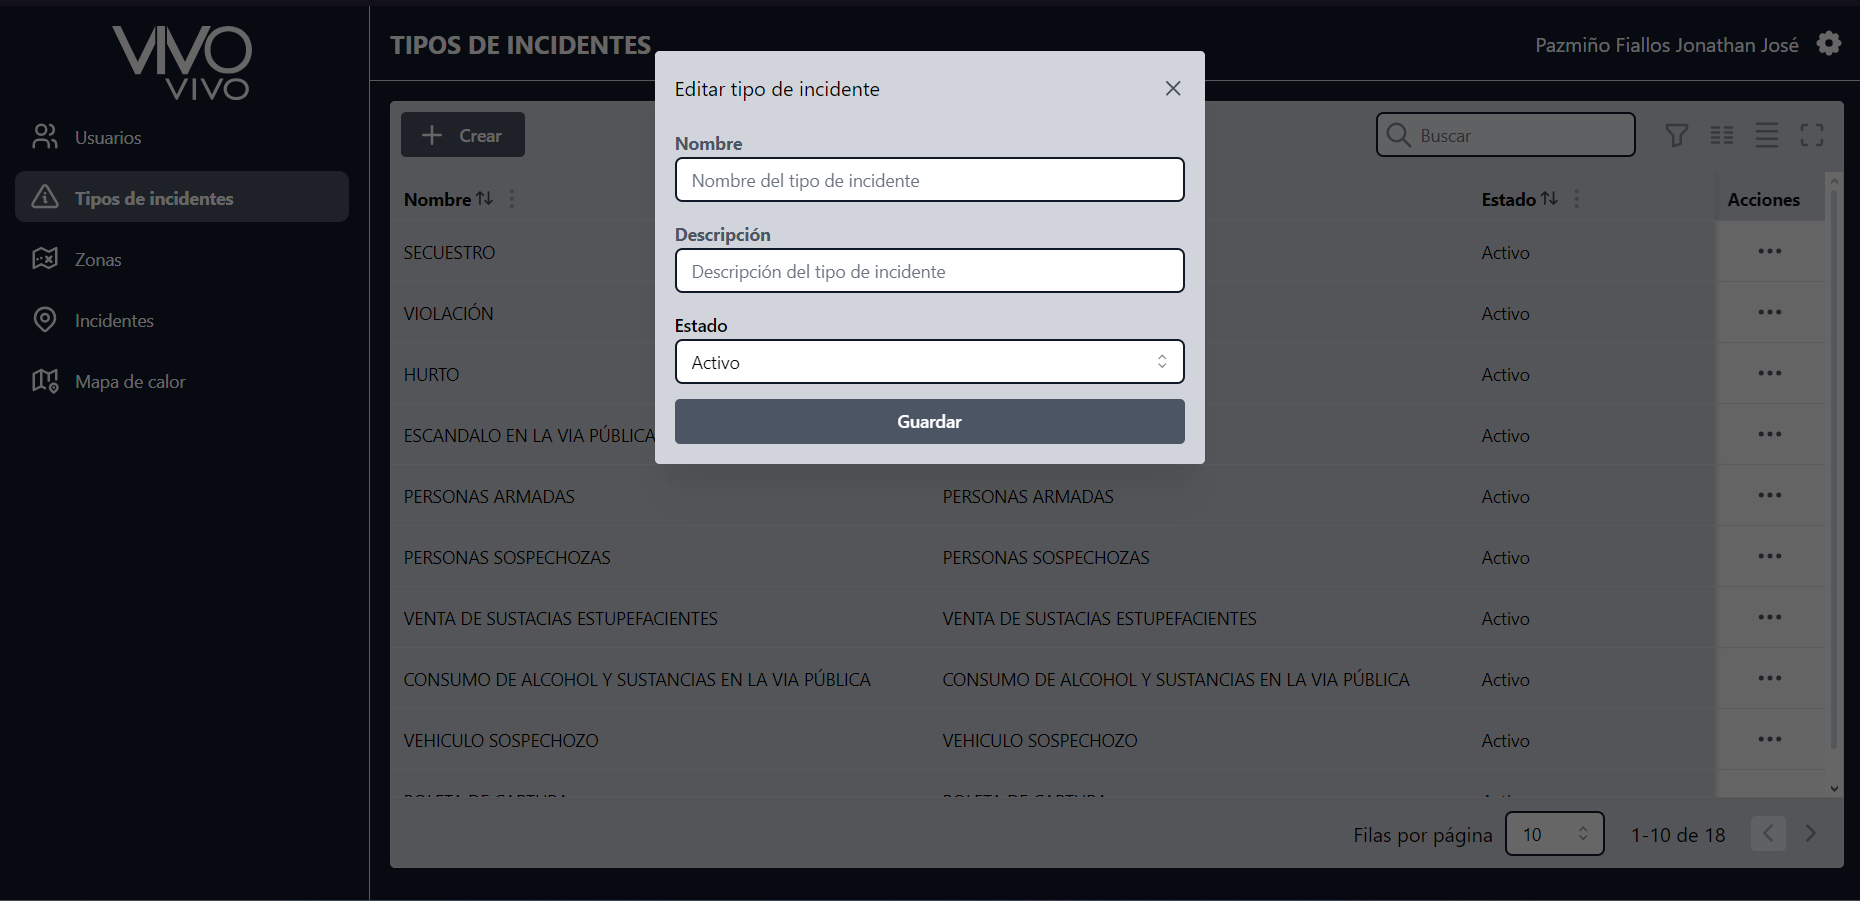 VIVO
VIVO
Usuarios
Tipos de incidentes
Zonas
Incidentes
Mapa de calor
TIPOS DE INCIDENTES
Pazmiño Fiallos Jonathan José
Crear
Buscar
Editar tipo de incidente
Nombre
Nombre del tipo de incidente
Descripción
Descripción del tipo de incidente
Estado
Activo
Guardar
Nombre Estado Acciones
SECUESTRO Activo
VIOLACIÓN Activo
HURTO Activo
ESCANDALO EN LA VIA PÚBLICA Activo
PERSONAS ARMADAS PERSONAS ARMADAS Activo
PERSONAS SOSPECHOZAS PERSONAS SOSPECHOZAS Activo
VENTA DE SUSTACIAS ESTUPEFACIENTES VENTA DE SUSTACIAS ESTUPEFACIENTES Activo
CONSUMO DE ALCOHOL Y SUSTANCIAS EN LA VIA PÚBLICA CONSUMO DE ALCOHOL Y SUSTANCIAS EN LA VIA PÚBLICA Activo
VEHICULO SOSPECHOZO VEHICULO SOSPECHOZO Activo
Filas por página 10 1-10 de 18